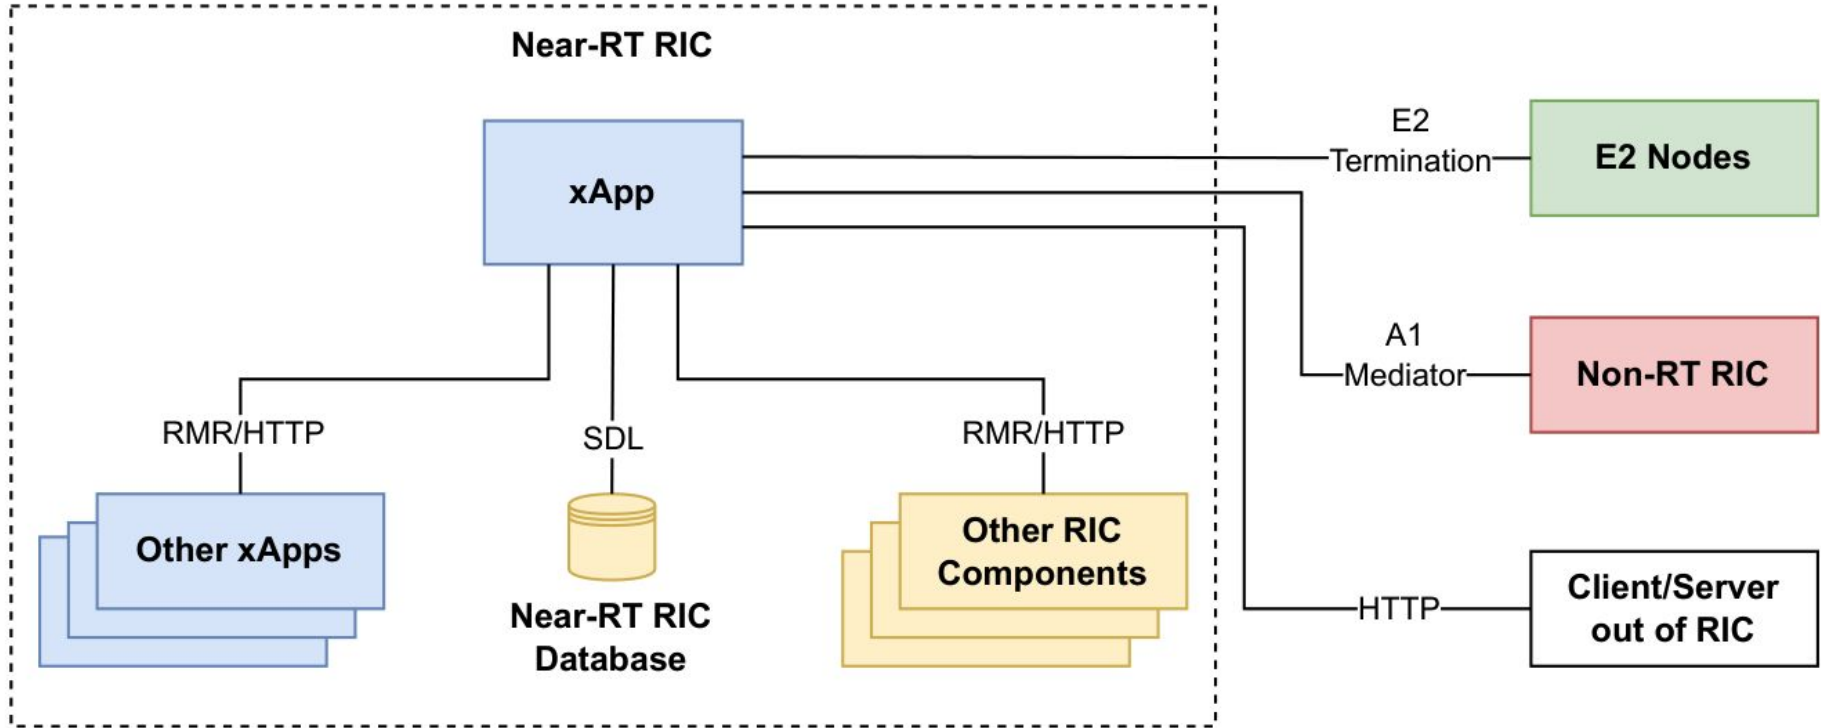 Near-RT RIC
xApp
E2
Termination
E2 Nodes
A1
Mediator
Non-RT RIC
RMR/HTTP
SDL
RMR/HTTP
Other xApps
Near-RT RIC
Database
Other RIC
Components
HTTP
Client/Server
out of RIC